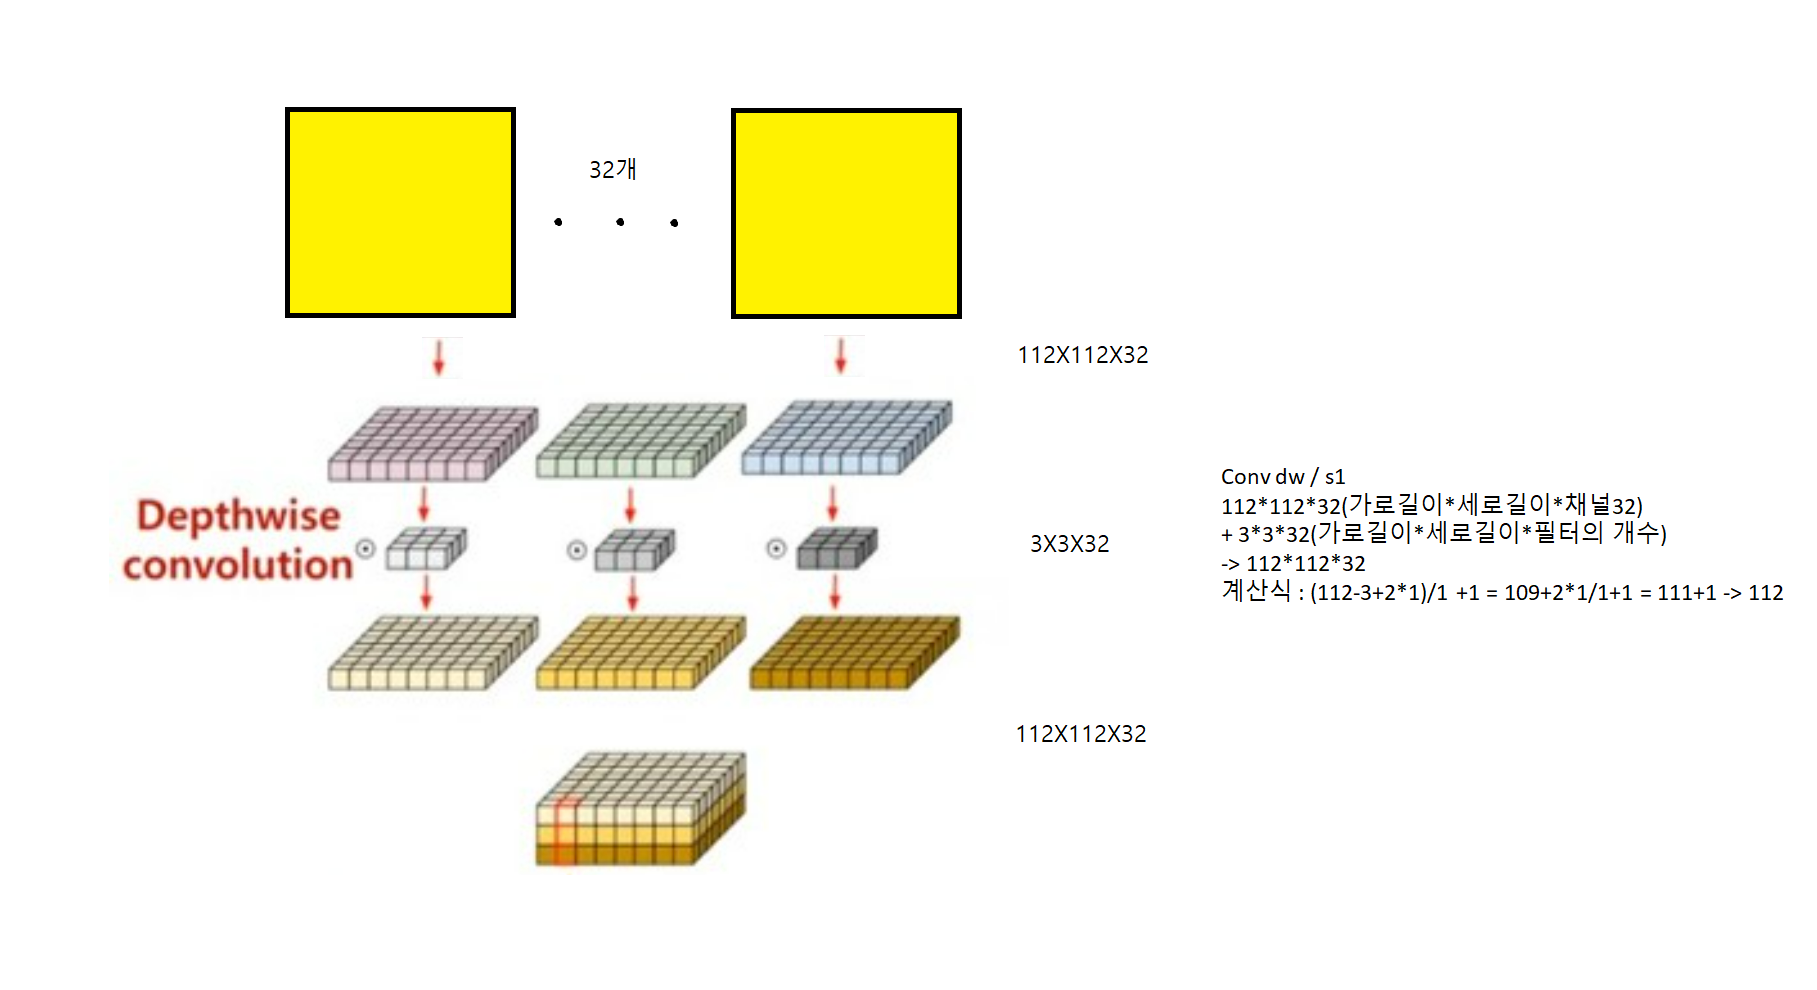 32개
112X112X32
Depthwise
convolution
3X3X32
Conv dw / s1
112*112*32(가로길이*세로길이*채널32)
+ 3*3*32(가로길이*세로길이*필터의 개수)
-> 112*112*32
계산식 : (112-3+2*1)/1 +1 = 109+2*1/1+1 = 111+1 -> 112
112X112X32